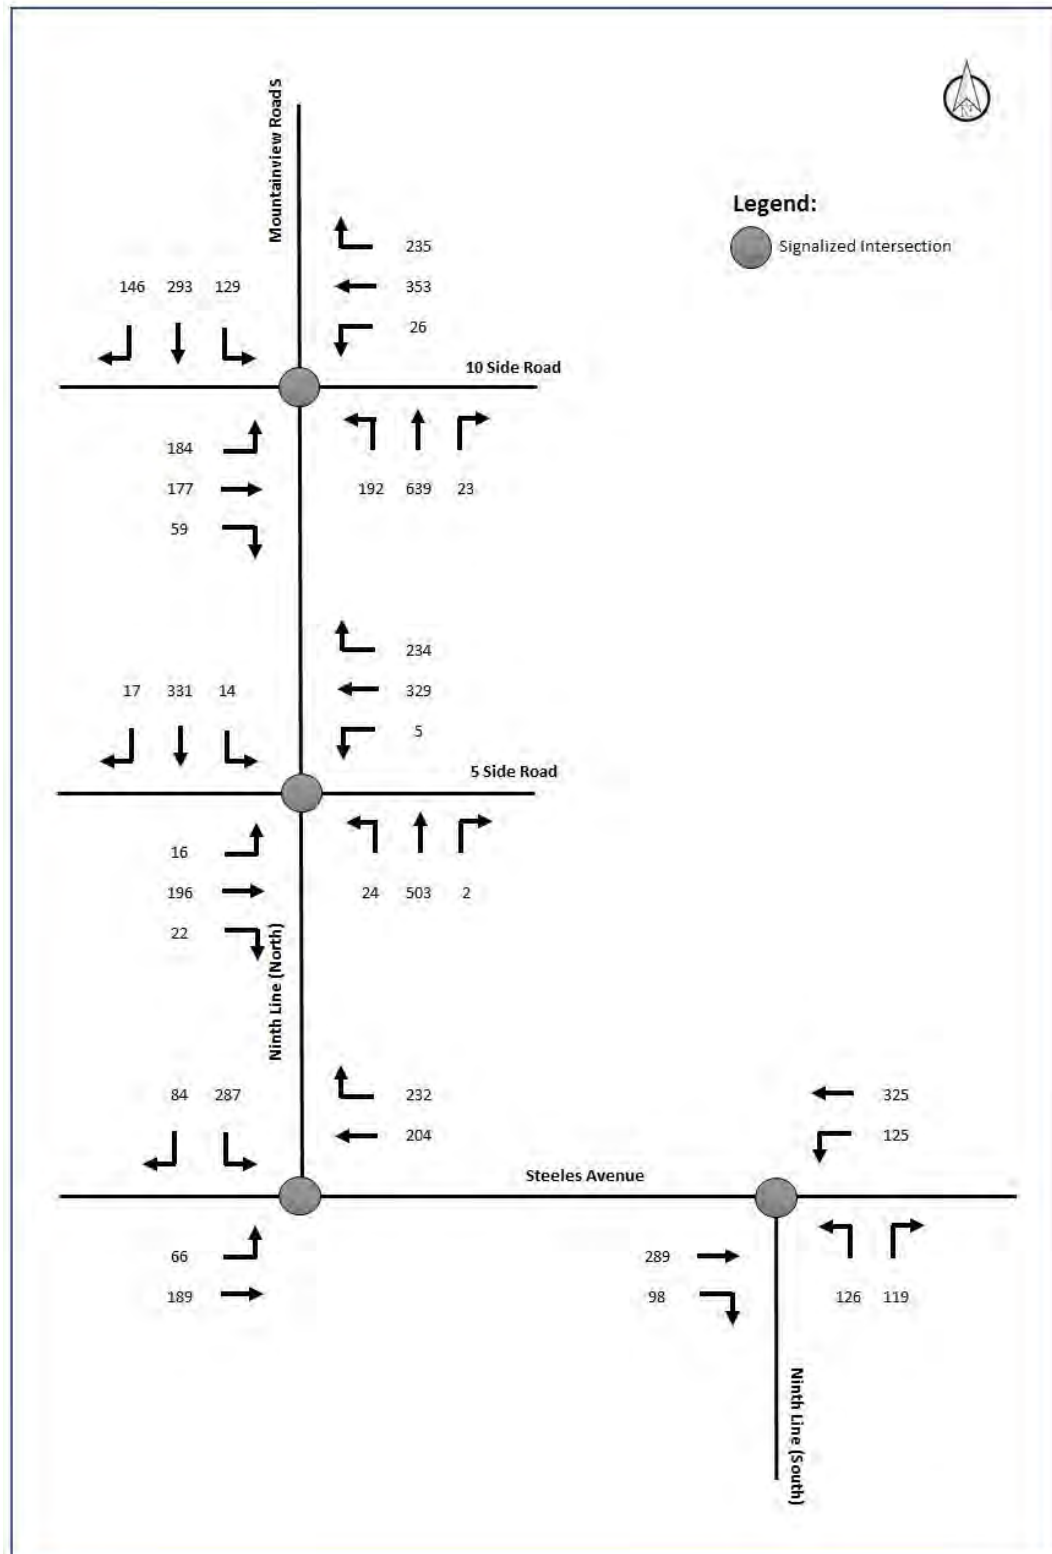 Mountainview Road S
N
Legend:
Signalized Intersection
235
353
26
146 293 129
10 Side Road
184
177
59
192 639 23
234
329
5
17 331 14
5 Side Road
16
196
22
24 503 2
Ninth Line (North)
84 287
232
204
325
125
Steeles Avenue
66
189
289
98
126 119
Ninth Line (South)